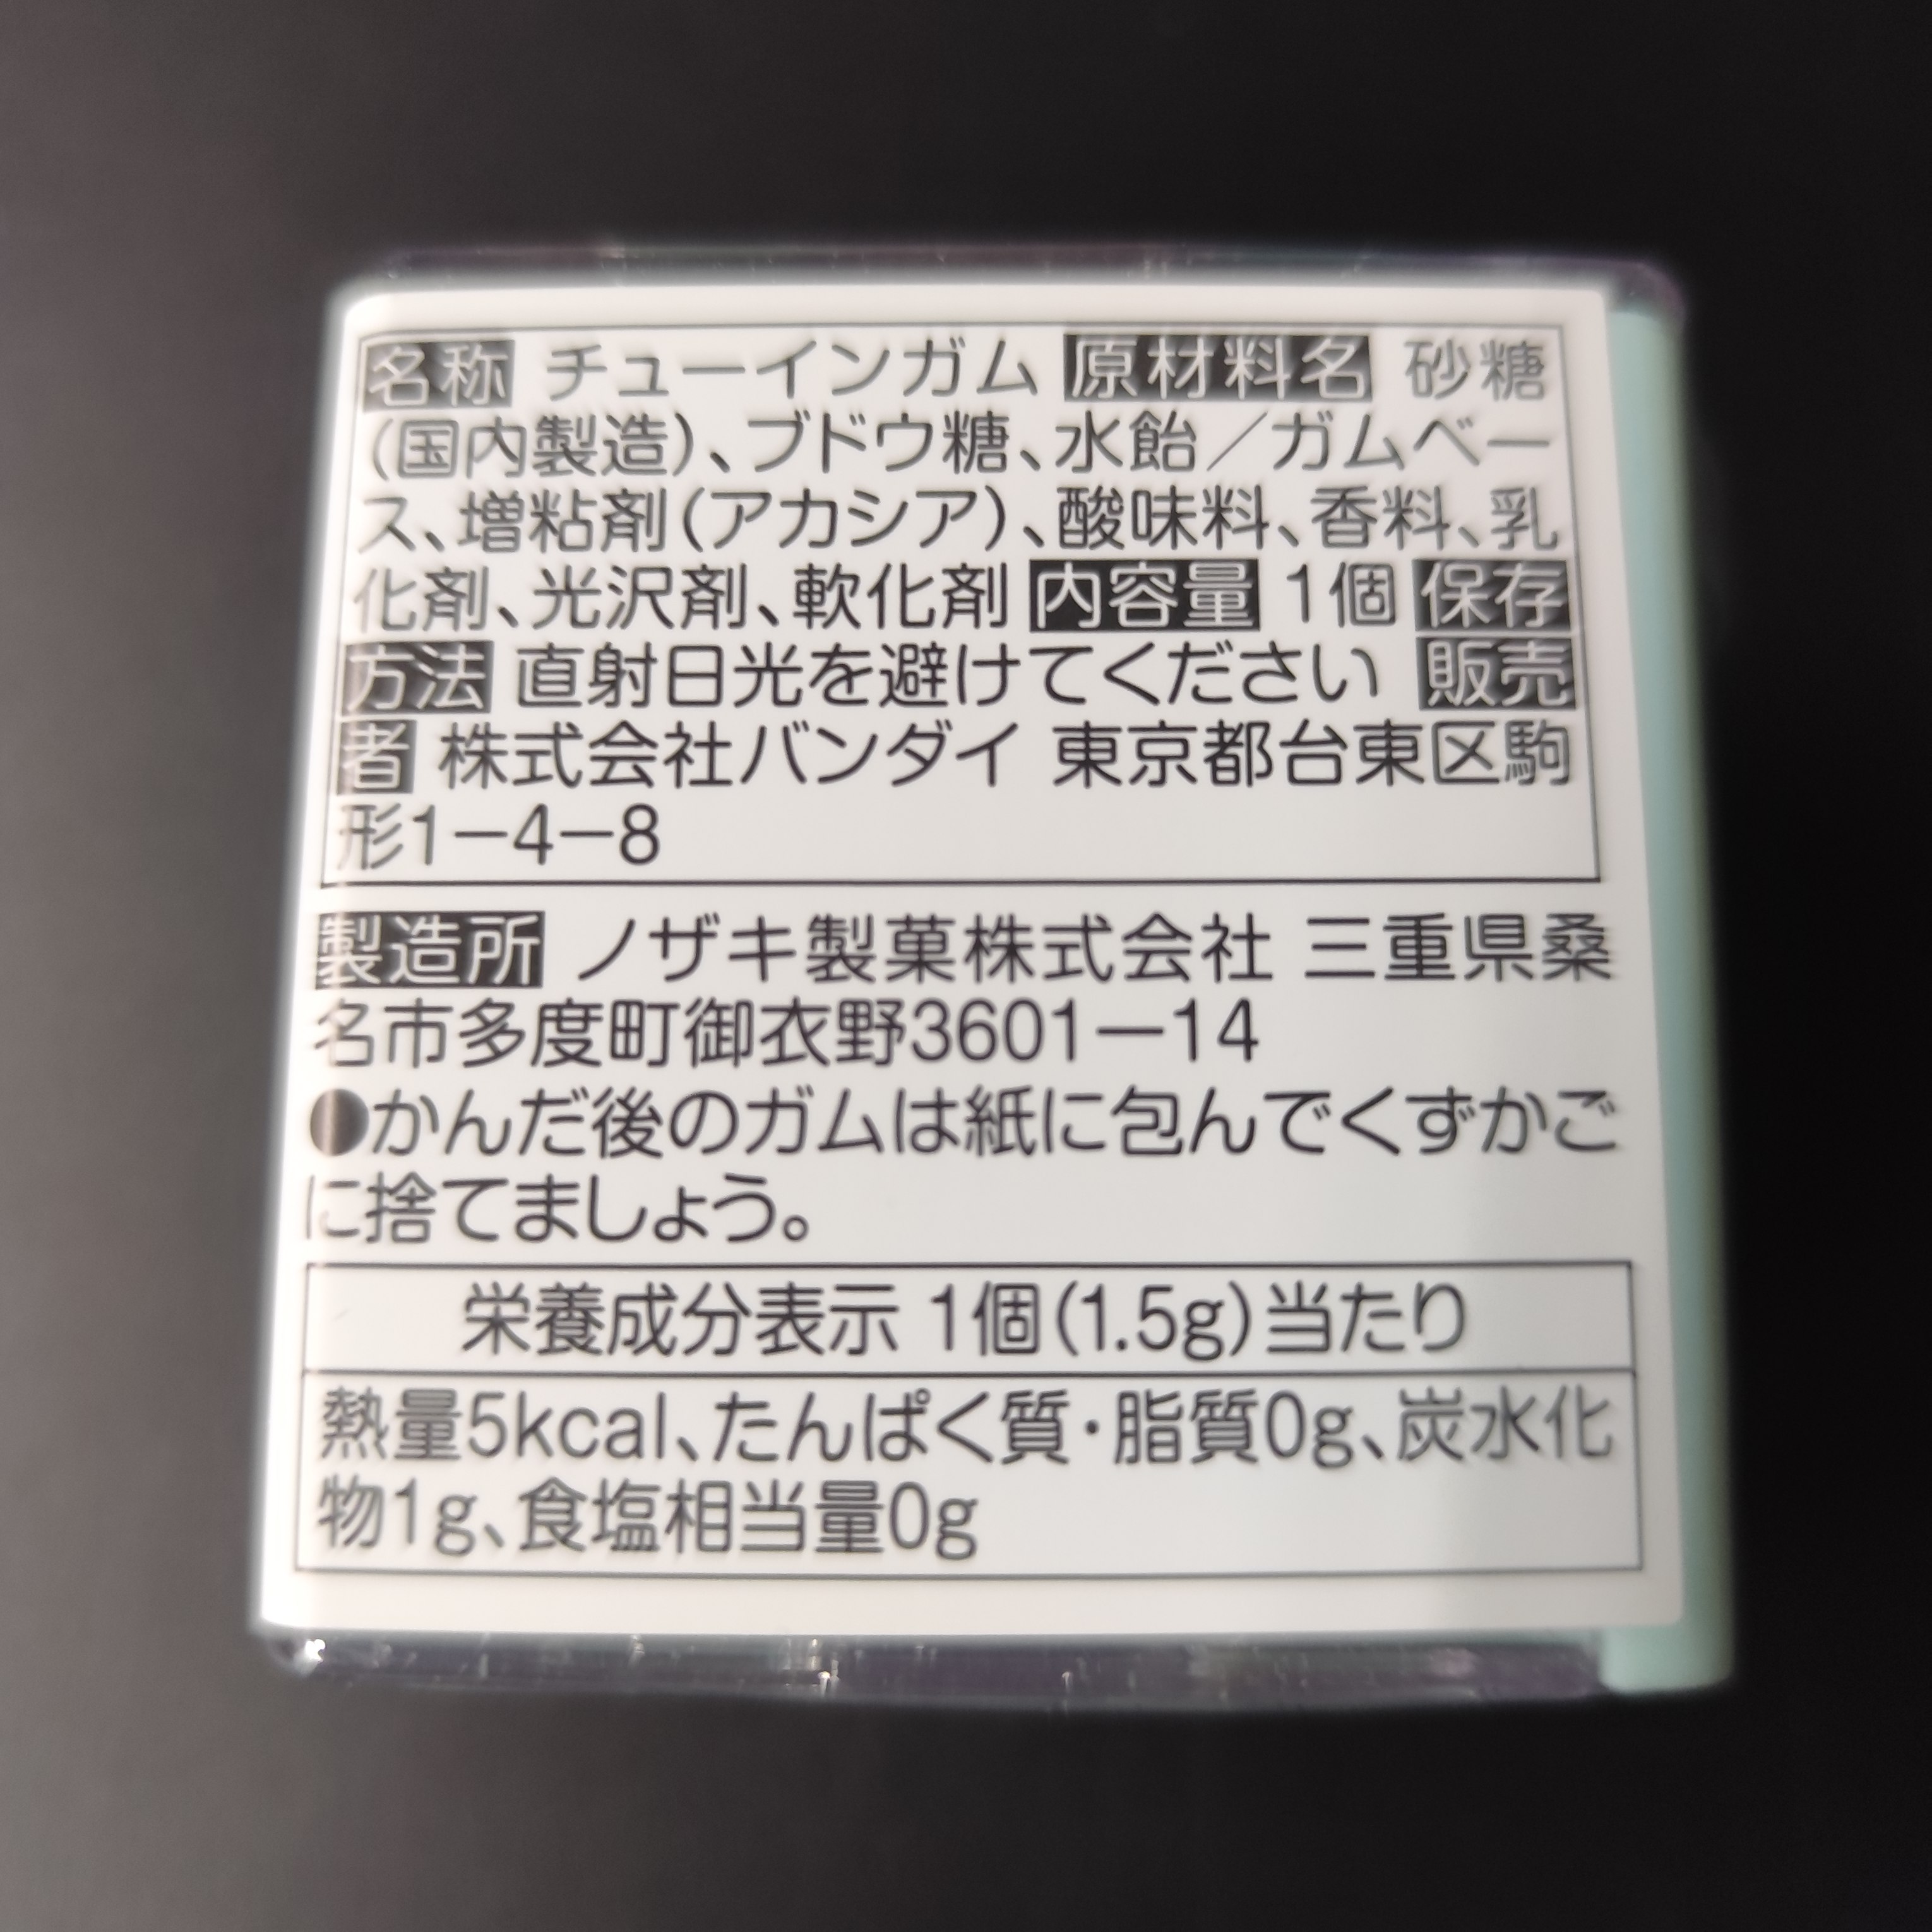 名称 チューインガム 原材料名 砂糖
(国内製造)、ブドウ糖、水飴／ガムベー
ス、増粘剤(アカシア)、酸味料、香料、乳
化剤、光沢剤、軟化剤 内容量 1個 保存
方法 直射日光を避けてください 販売
者 株式会社バンダイ 東京都台東区駒
形1−4−8
製造所 ノザキ製菓株式会社 三重県桑
名市多度町御衣野3601−14
●かんだ後のガムは紙に包んでくずかご
に捨てましょう。
栄養成分表示 1個(1.5g)当たり
熱量5kcal、たんぱく質・脂質0g、炭水化
物1g、食塩相当量0g